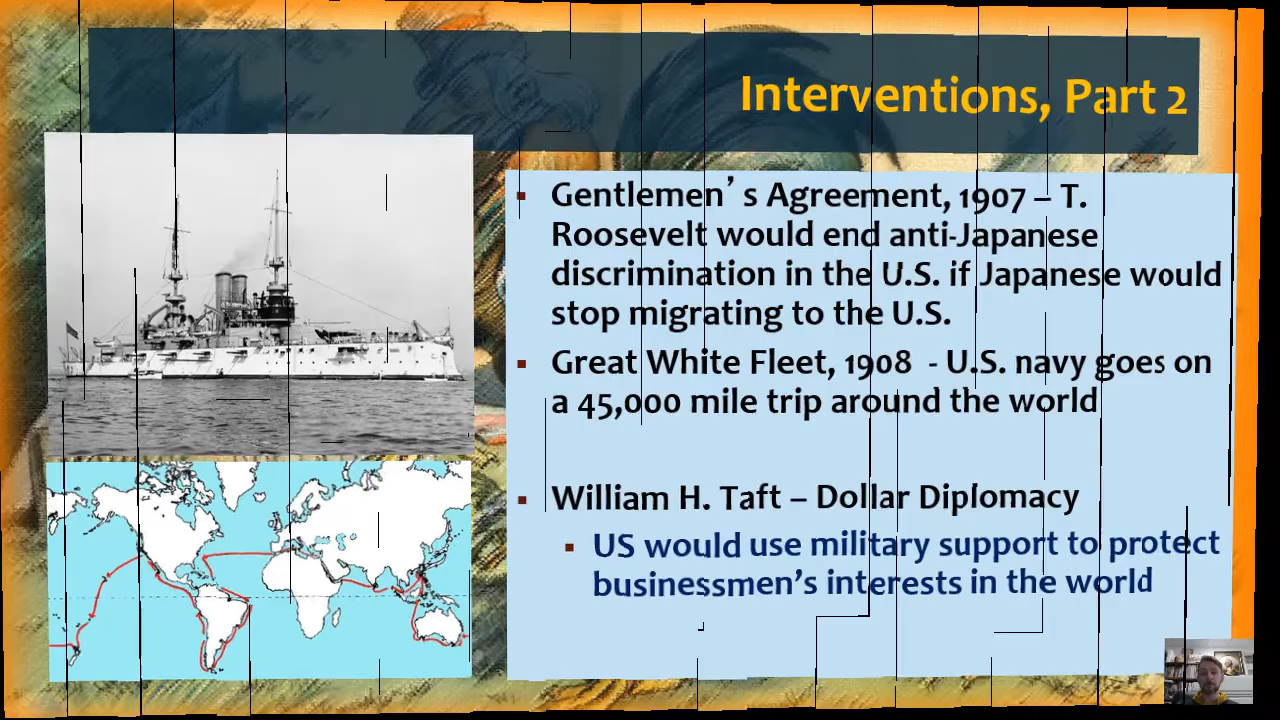 Interventions, Part 2
▪ Gentlemen's Agreement, 1907 – T.
Roosevelt would end anti-Japanese
discrimination in the U.S. if Japanese would
stop migrating to the U.S.
▪ Great White Fleet, 1908 - U.S. navy goes on
a 45,000 mile trip around the world
▪ William H. Taft – Dollar Diplomacy
▪ US would use military support to protect
businessmen's interests in the world